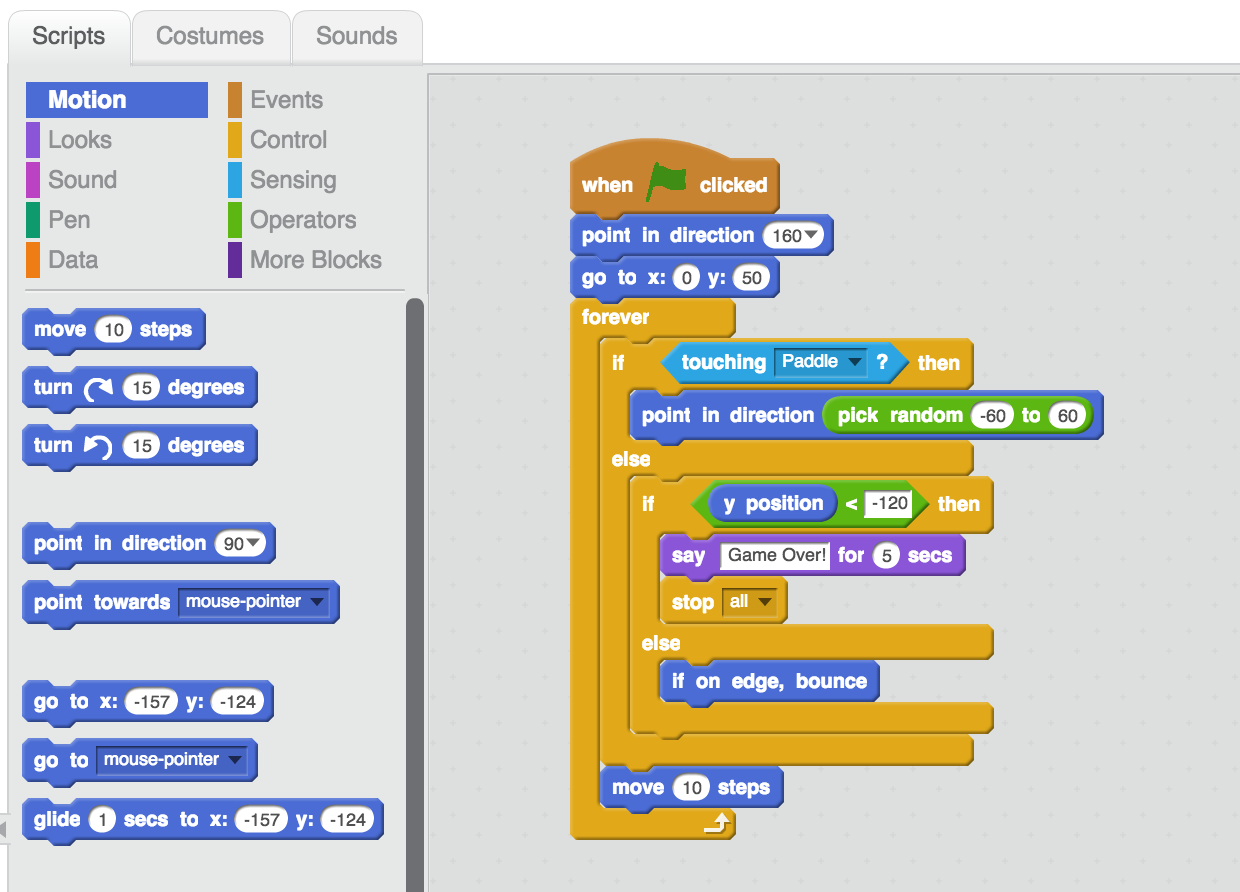 Scripts
Costumes
Sounds
Motion
Events
Looks
Control
Sound
Sensing
Pen
Operators
Data
More Blocks
move 10 steps
turn 15 degrees
turn 15 degrees
point in direction 90
point towards mouse-pointer
go to x: -157 y: -124
go to mouse-pointer
glide 1 secs to x: -157 y: -124
when clicked
point in direction 160
go to x: 0 y: 50
forever
if touching Paddle ? then
point in direction pick random -60 to 60
else
if y position < -120 then
say Game Over! for 5 secs
stop all
else
if on edge, bounce
move 10 steps